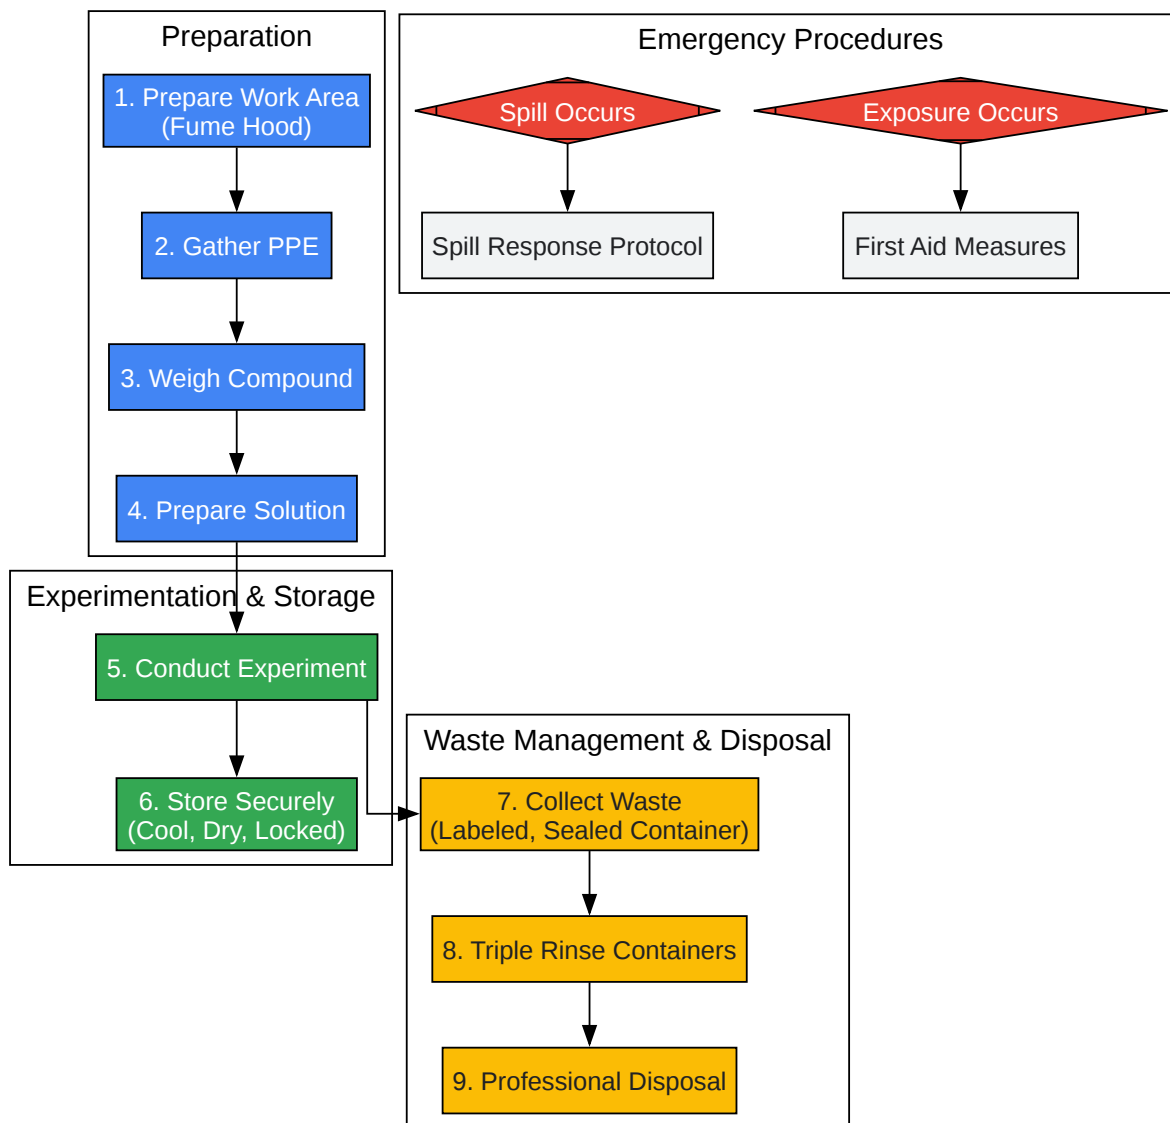 Preparation
1. Prepare Work Area
(Fume Hood)
2. Gather PPE
3. Weigh Compound
4. Prepare Solution
Emergency Procedures
Spill Occurs
Exposure Occurs
Spill Response Protocol
First Aid Measures
Experimentation & Storage
5. Conduct Experiment
6. Store Securely
(Cool, Dry, Locked)
Waste Management & Disposal
7. Collect Waste
(Labeled, Sealed Container)
8. Triple Rinse Containers
9. Professional Disposal